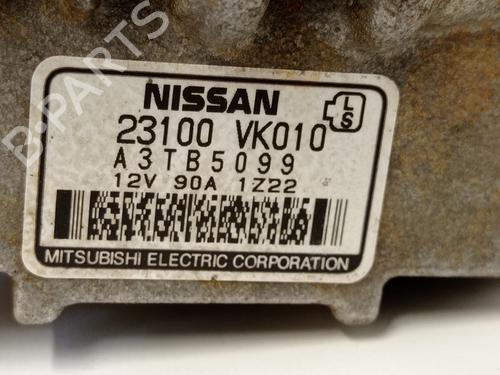 B-PARTS
NISSAN
L
S
23100 VK010
A3TB5099
12V 90A 1Z22
MITSUBISHI ELECTRIC CORPORATION